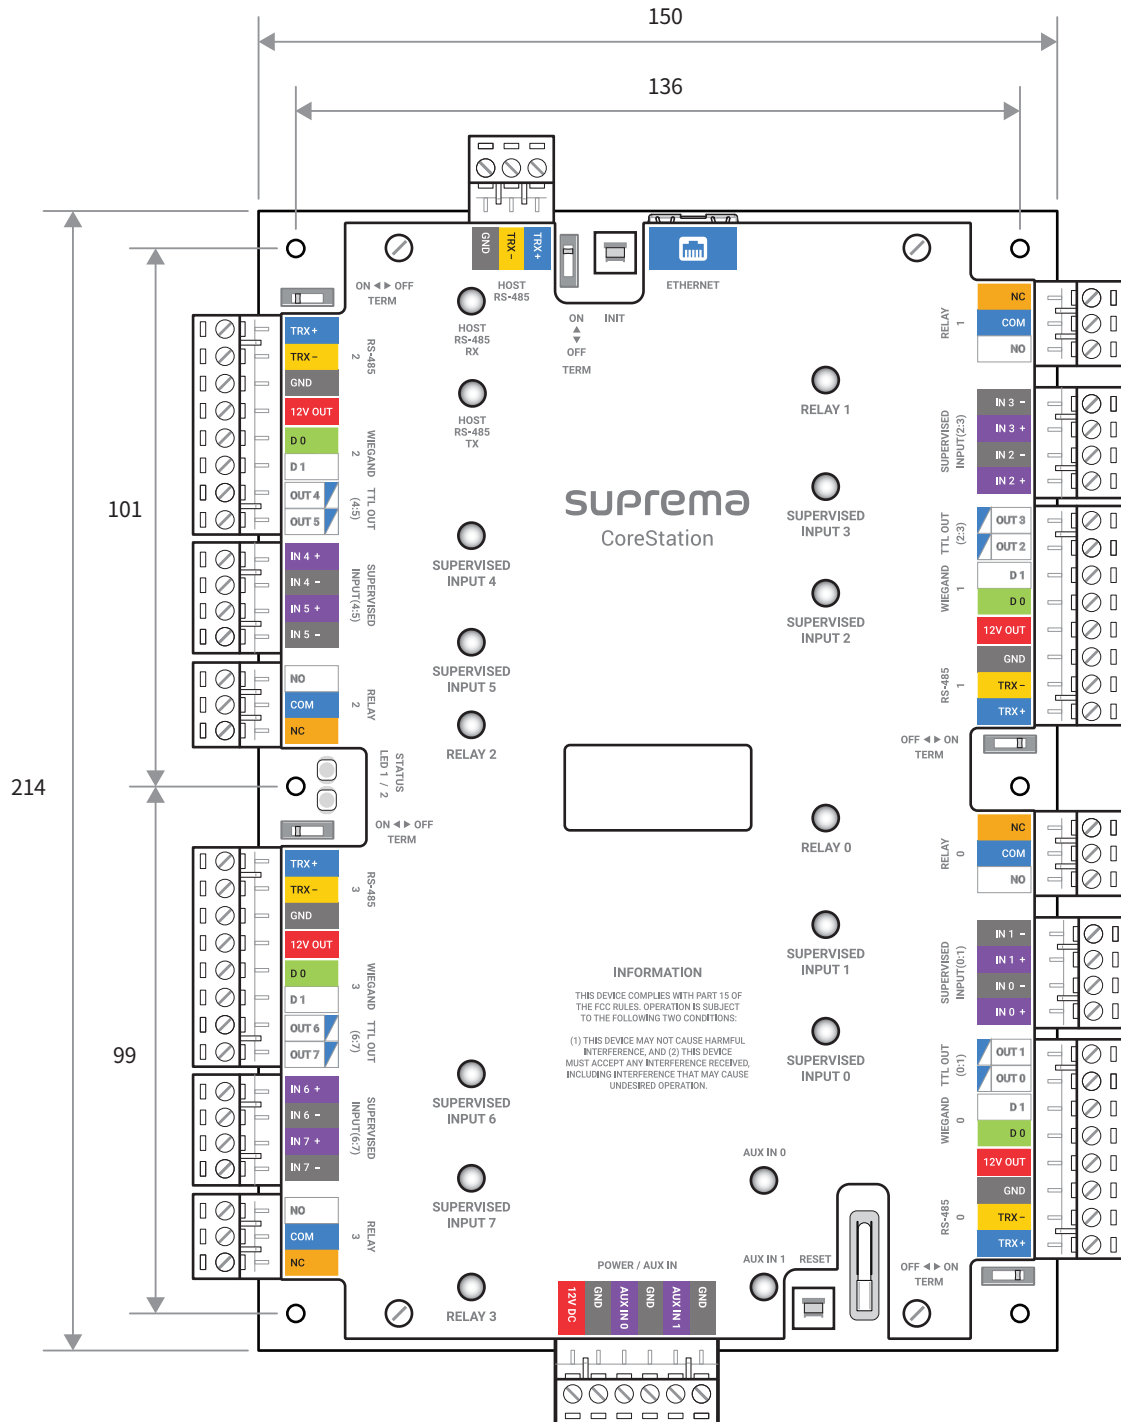 150
136
214
101
99
GND
TRX -
TRX+
HOST
RS-485
ON
OFF
TERM
INIT
ETHERNET
ON ◀ ▶ OFF
TERM
HOST
RS-485
RX
HOST
RS-485
TX
TRX +
TRX -
GND
RS-485
2
12V OUT
D 0
D 1
WIEGAND
2
OUT 4
OUT 5
TTL OUT
(4:5)
IN 4 +
IN 4 -
IN 5 +
IN 5 -
SUPERVISED
INPUT(4:5)
NO
COM
NC
RELAY
2
STATUS
LED 1 / 2
ON ◀ ▶ OFF
TERM
TRX +
TRX -
GND
RS-485
3
12V OUT
D 0
D 1
WIEGAND
3
OUT 6
OUT 7
TTL OUT
(6:7)
IN 6 +
IN 6 -
IN 7 +
IN 7 -
SUPERVISED
INPUT(6:7)
NO
COM
NC
RELAY
3
SUPERVISED
INPUT 4
SUPERVISED
INPUT 5
RELAY 2
SUPERVISED
INPUT 6
SUPERVISED
INPUT 7
RELAY 3
suprema
CoreStation
RELAY 1
SUPERVISED
INPUT 3
SUPERVISED
INPUT 2
RELAY 0
SUPERVISED
INPUT 1
SUPERVISED
INPUT 0
INFORMATION
THIS DEVICE COMPLIES WITH PART 15 OF
THE FCC RULES. OPERATION IS SUBJECT
TO THE FOLLOWING TWO CONDITIONS:
(1) THIS DEVICE MAY NOT CAUSE HARMFUL
INTERFERENCE, AND (2) THIS DEVICE
MUST ACCEPT ANY INTERFERENCE RECEIVED,
INCLUDING INTERFERENCE THAT MAY CAUSE
UNDESIRED OPERATION.
AUX IN 0
AUX IN 1
RESET
POWER / AUX IN
12V DC
GND
AUX IN 0
GND
AUX IN 1
GND
RELAY
1
NC
COM
NO
SUPERVISED
INPUT(2:3)
IN 3 -
IN 3 +
IN 2 -
IN 2 +
TTL OUT
(2:3)
OUT 3
OUT 2
WIEGAND
1
D 1
D 0
12V OUT
RS-485
1
GND
TRX -
TRX +
OFF ◀ ▶ ON
TERM
RELAY
0
NC
COM
NO
SUPERVISED
INPUT(0:1)
IN 1 -
IN 1 +
IN 0 -
IN 0 +
TTL OUT
(0:1)
OUT 1
OUT 0
WIEGAND
0
D 1
D 0
12V OUT
RS-485
0
GND
TRX -
TRX +
OFF ◀ ▶ ON
TERM